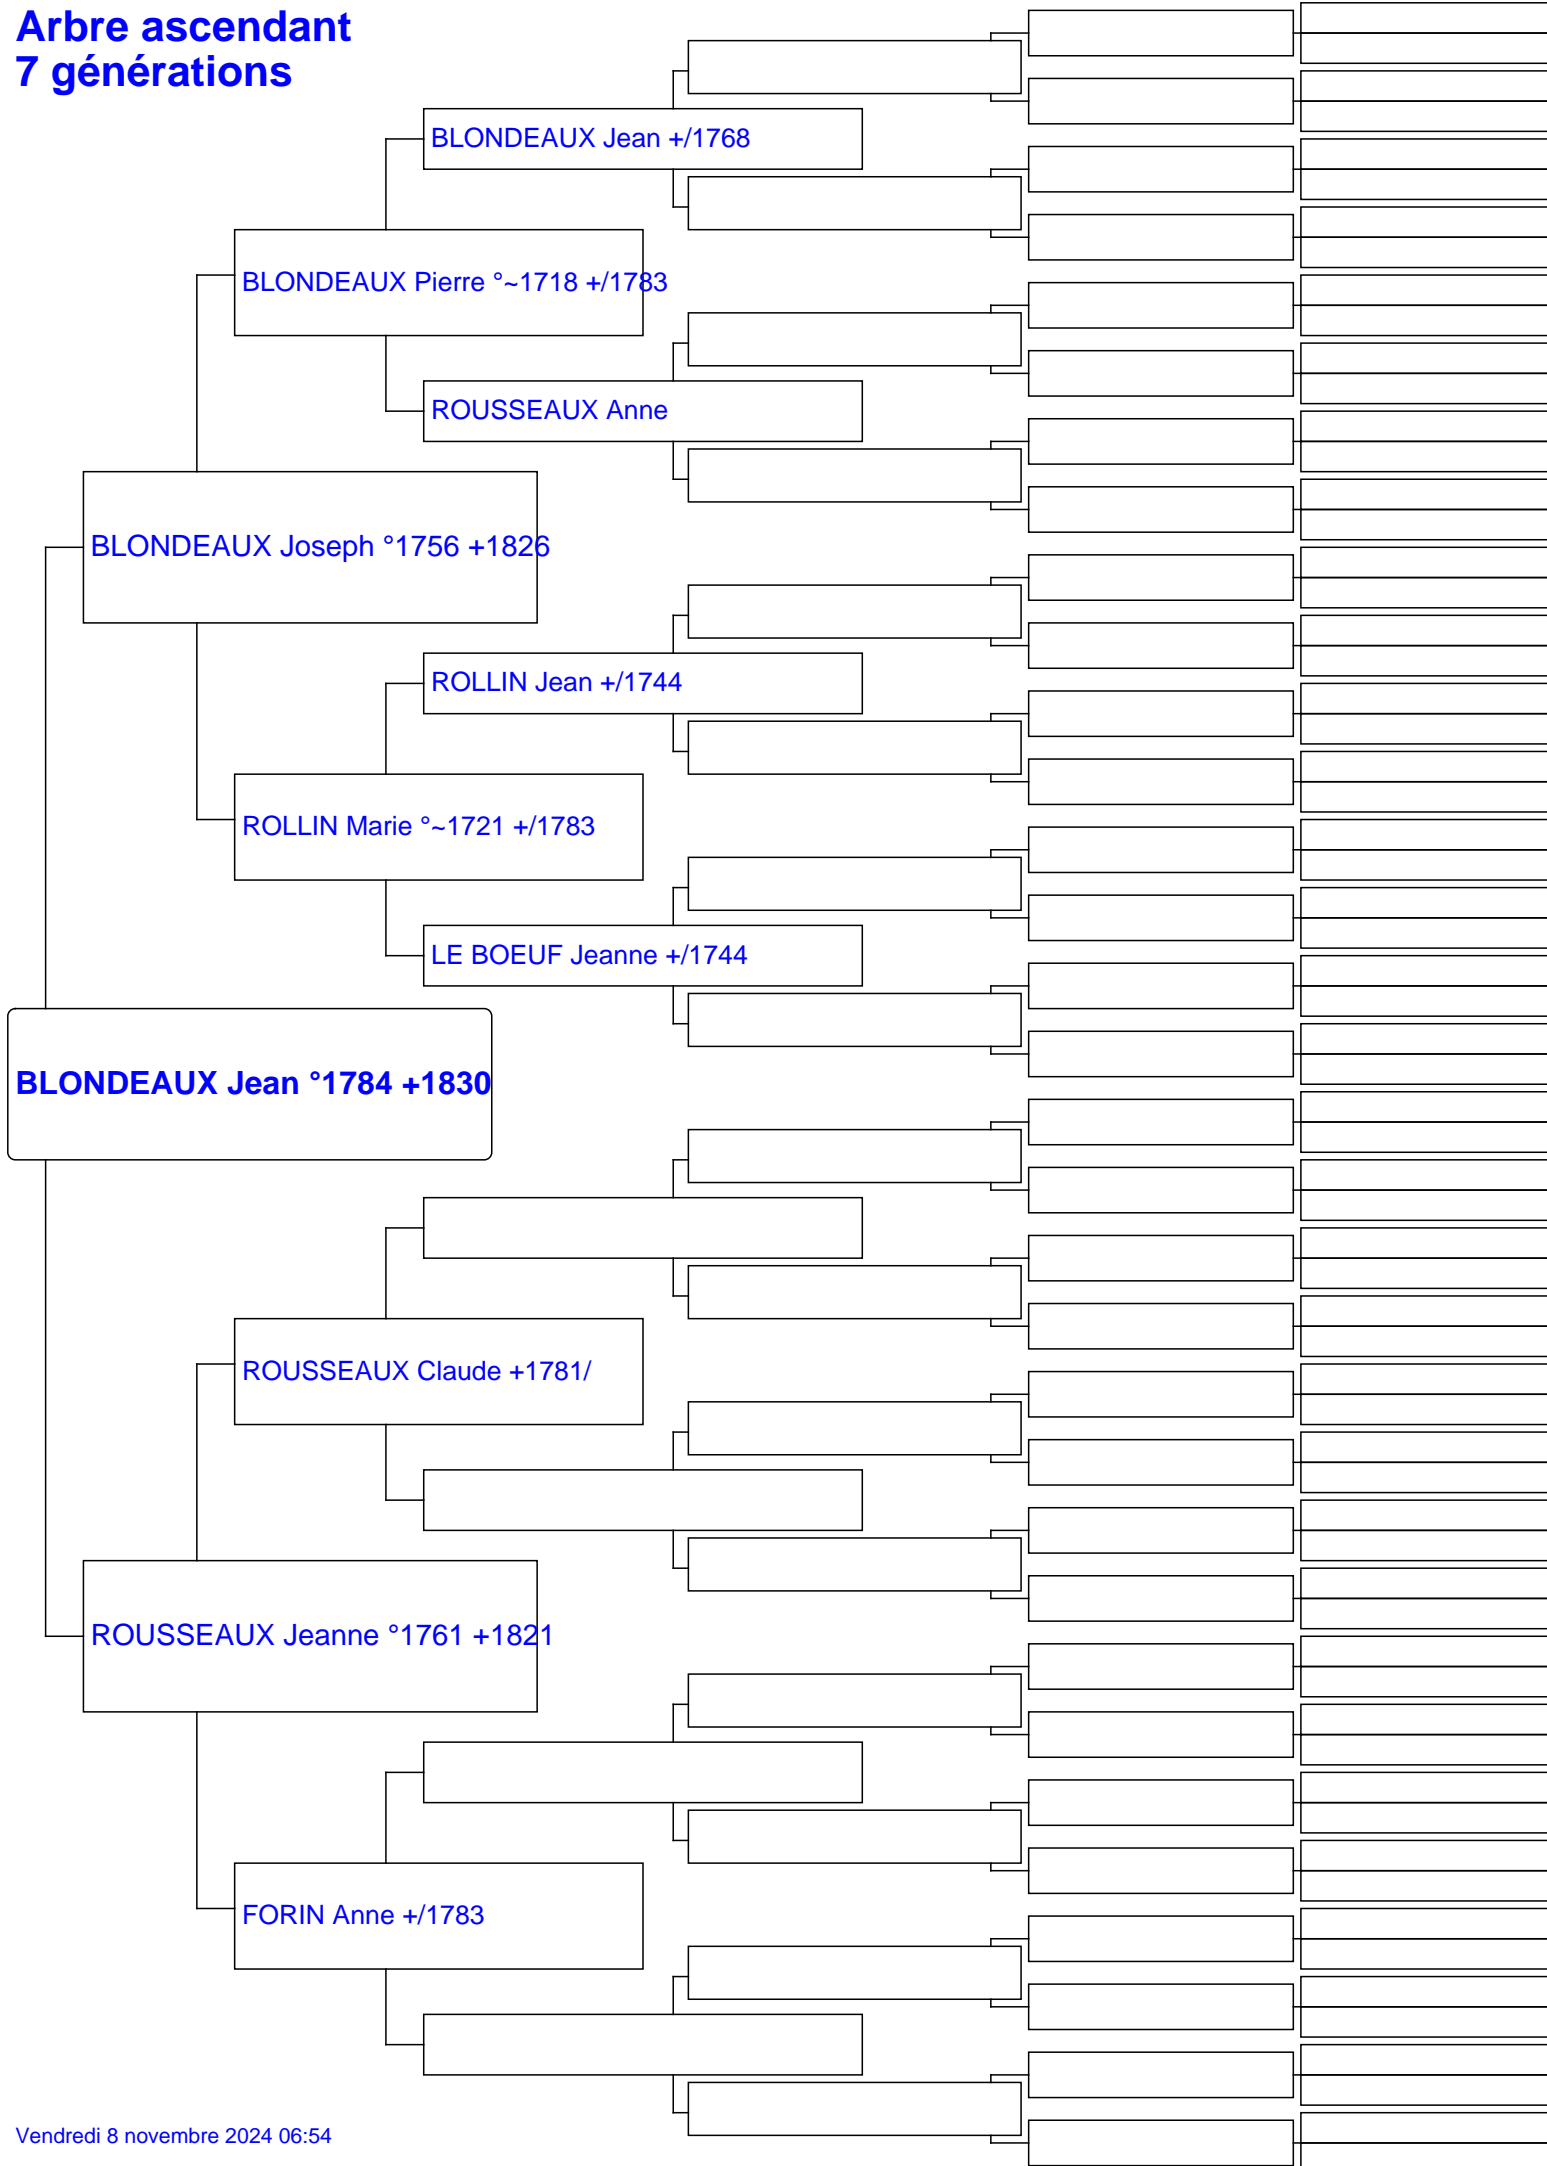 Arbre ascendant
7 générations
BLONDEAUX Jean +/1768
BLONDEAUX Pierre °~1718 +/1783
ROUSSEAUX Anne
BLONDEAUX Joseph °1756 +1826
ROLLIN Jean +/1744
ROLLIN Marie °~1721 +/1783
LE BOEUF Jeanne +/1744
BLONDEAUX Jean °1784 +1830
ROUSSEAUX Claude +1781/
ROUSSEAUX Jeanne °1761 +1821
FORIN Anne +/1783
Vendredi 8 novembre 2024 06:54